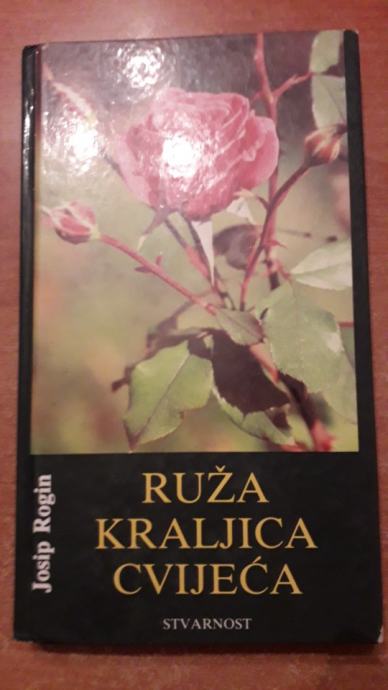 Josip Rogin
RUŽA
KRALJICA
CVIJEĆA
STVARNOST